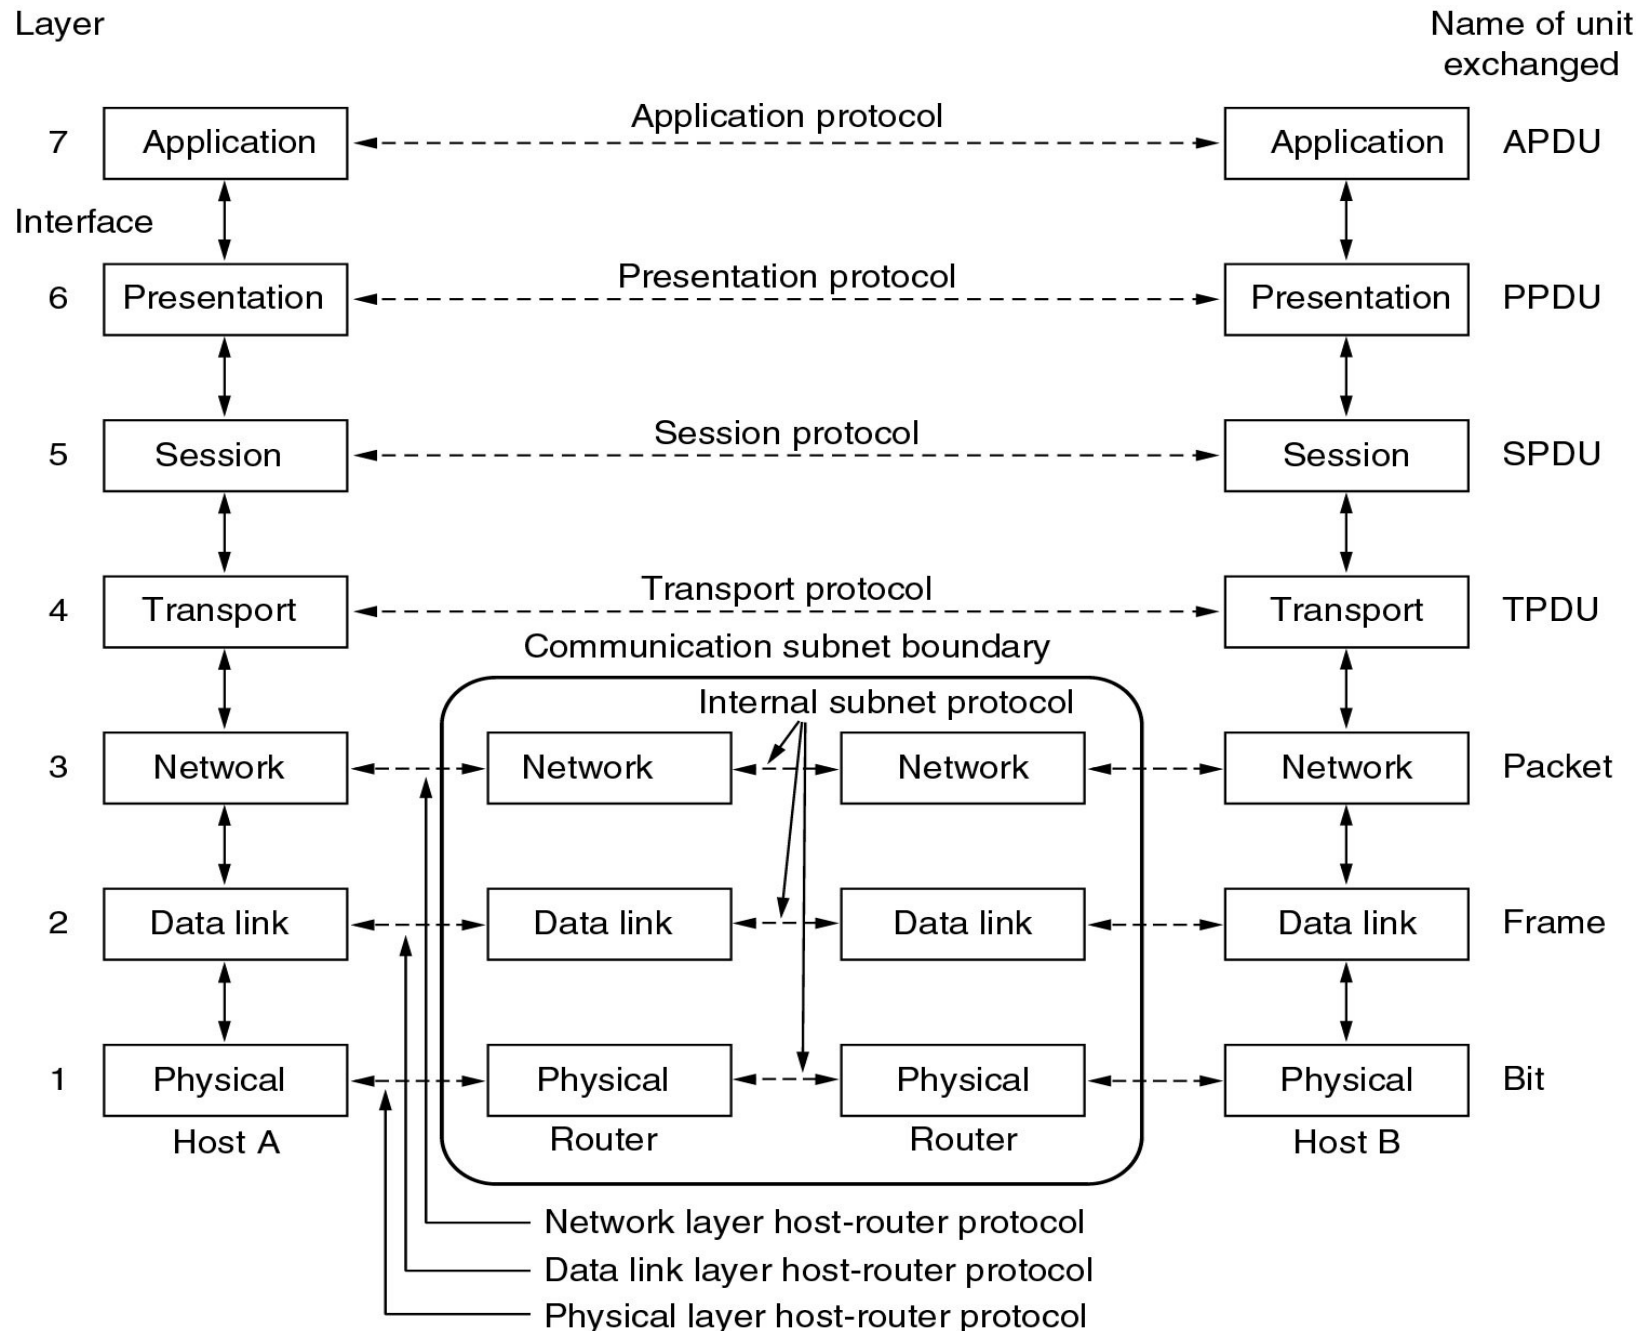 Layer
Name of unit
exchanged
Application protocol
7
Application
Application
APDU
Interface
Presentation protocol
6
Presentation
Presentation
PPDU
Session protocol
5
Session
Session
SPDU
Transport protocol
4
Transport
Transport
TPDU
Communication subnet boundary
Internal subnet protocol
3
Network
Network
Network
Network
Packet
2
Data link
Data link
Data link
Data link
Frame
1
Physical
Physical
Physical
Physical
Bit
Host A
Router
Router
Host B
Network layer host-router protocol
Data link layer host-router protocol
Physical layer host-router protocol